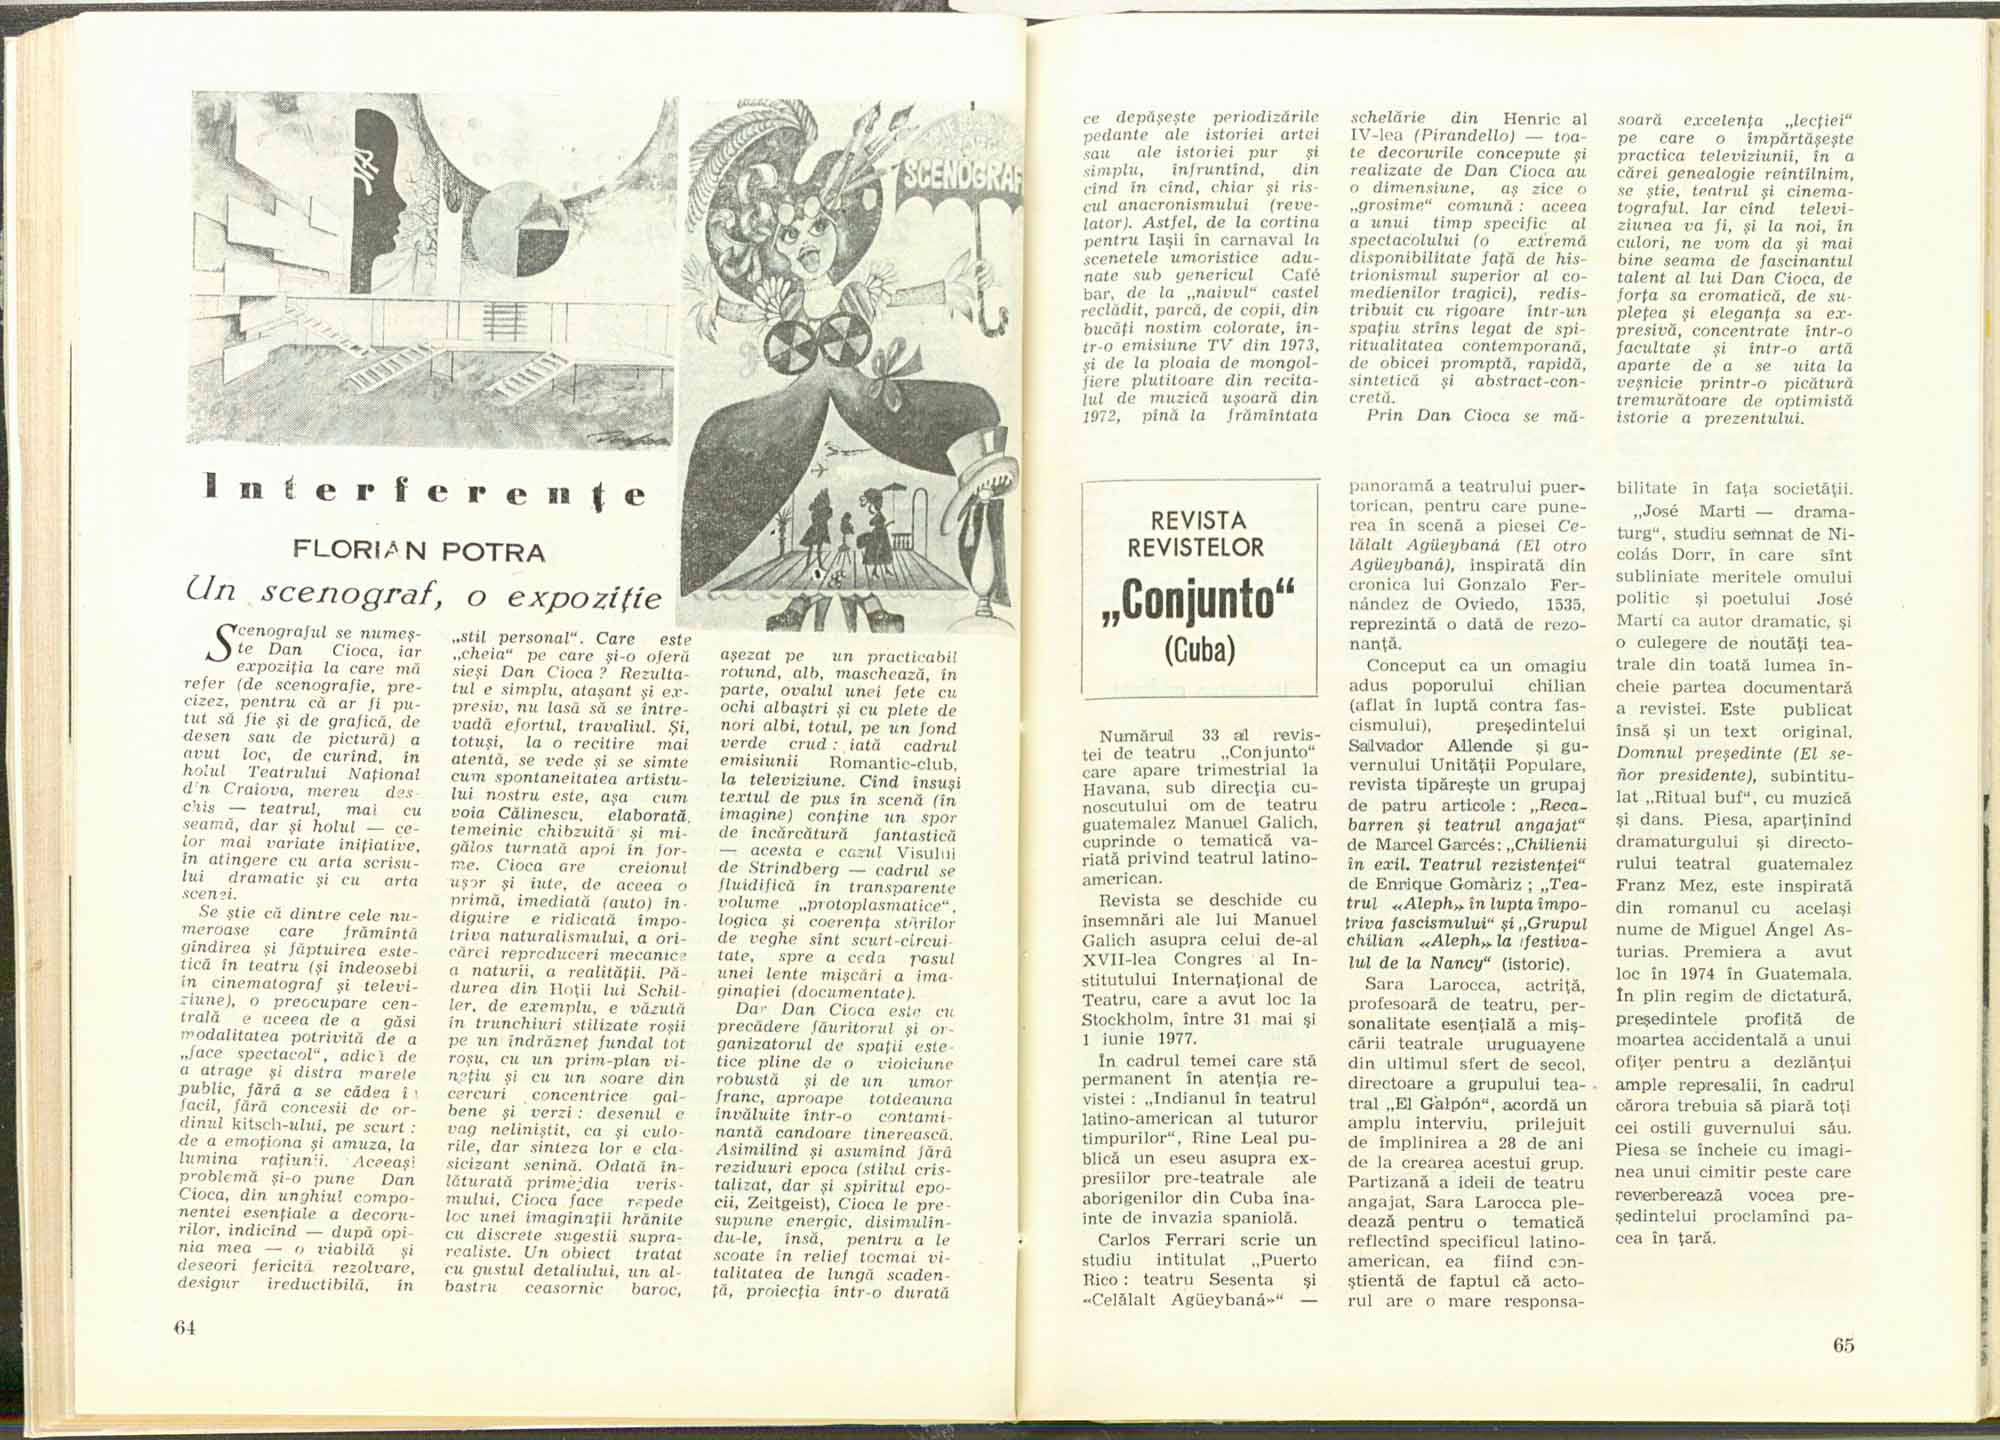 SCENOGRAF
Interferențe
FLORIAN POTRA
Un scenograf, o expoziție
Scenograful se numeș-
te Dan Cioca, iar
expoziția la care mă
refer (de scenografie, pre-
cizez, pentru că ar fi pu-
tut să fie și de grafică, de
desen sau de pictură) a
avut loc, de curînd, în
holul Teatrului Național
din Craiova, mereu des-
chis — teatrul, mai cu
seamă, dar și holul — ce-
lor mai variate inițiative,
în atingere cu arta scrisu-
lui dramatic și cu arta
scenei.
Se știe că dintre cele nu-
meroase care frămîntă
gîndirea și făptuirea este-
tică în teatru (și îndeosebi
în cinematograf și televi-
ziune), o preocupare cen-
trală e aceea de a găsi
modalitatea potrivită de a
„face spectacol“, adică de
a atrage și distra marele
public, fără a se cădea în
facil, fără concesii de or-
dinul kitsch-ului, pe scurt :
de a emoționa și amuza, la
lumina rațiunii. Aceeași
problemă și-o pune Dan
Cioca, din unghiul compo-
nentei esențiale a decoru-
rilor, indicînd — după opi-
nia mea — o viabilă și
deseori fericită rezolvare,
desigur ireductibilă, în
„stil personal“. Care este
„cheia“ pe care și-o oferă
sieși Dan Cioca ? Rezulta-
tul e simplu, atașant și ex-
presiv, nu lasă să se între-
vadă efortul, travaliul. Și,
totuși, la o recitire mai
atentă, se vede și se simte
cum spontaneitatea artistu-
lui nostru este, așa cum
voia Călinescu, elaborată,
temeinic chibzuită și mi-
gălos turnată apoi în for-
me. Cioca are creionul
ușor și iute, de aceea o
primă, imediată (auto) în-
diguire e ridicată împo-
triva naturalismului, a ori-
cărei reproduceri mecanice
a naturii, a realității. Pă-
durea din Hoții lui Schil-
ler, de exemplu, e văzută
în trunchiuri stilizate roșii
pe un îndrăzneț fundal tot
roșu, cu un prim-plan vi-
nețiu și cu un soare din
cercuri concentrice gal-
bene și verzi : desenul e
vag neliniștit, ca și culo-
rile, dar sinteza lor e cla-
sicizant senină. Odată în-
lăturată primejdia veris-
mului, Cioca face repede
loc unei imaginații hrănite
cu discrete sugestii supra-
realiste. Un obiect tratat
cu gustul detaliului, un al-
bastru ceasornic baroc,
așezat pe un practicabil
rotund, alb, maschează, în
parte, ovalul unei fete cu
ochi albaștri și cu plete de
nori albi, totul, pe un fond
verde crud : iată cadrul
emisiunii Romantic-club,
la televiziune. Cînd însuși
textul de pus în scenă (în
imagine) conține un spor
de încărcătură fantastică
— acesta e cazul Visului
de Strindberg — cadrul se
fluidifică în transparente
volume „protoplasmatice“,
logica și coerența stărilor
de veghe sînt scurt-circui-
tate, spre a ceda pasul
unei lente mișcări a ima-
ginației (documentate).
Dar Dan Cioca este cu
precădere făuritorul și or-
ganizatorul de spații este-
tice pline de o vioiciune
robustă și de un umor
franc, aproape totdeauna
învăluite într-o contami-
nantă candoare tinerească.
Asimilînd și asumînd fără
reziduuri epoca (stilul cris-
talizat, dar și spiritul epo-
cii, Zeitgeist), Cioca le pre-
supune energic, disimulîn-
du-le, însă, pentru a le
scoate în relief tocmai vi-
talitatea de lungă scaden-
ță, proiecția într-o durată
64
ce depășește periodizările
pedante ale istoriei artei
sau ale istoriei pur și
simplu, înfruntînd, din
cînd în cînd, chiar și ris-
cul anacronismului (reve-
lator). Astfel, de la cortina
pentru Iașii în carnaval la
scenetele umoristice adu-
nate sub genericul Café
bar, de la „naivul“ castel
reclădit, parcă, de copii, din
bucăți nostim colorate, în-
tr-o emisiune TV din 1973,
și de la ploaia de mongol-
fiere plutitoare din recita-
lul de muzică ușoară din
1972, pînă la frămîntata
schelărie din Henric al
IV-lea (Pirandello) — toa-
te decorurile concepute și
realizate de Dan Cioca au
o dimensiune, aș zice o
„grosime“ comună : aceea
a unui timp specific al
spectacolului (o extremă
disponibilitate față de his-
trionismul superior al co-
medienilor tragici), redis-
tribuit cu rigoare într-un
spațiu strîns legat de spi-
ritualitatea contemporană,
de obicei promptă, rapidă,
sintetică și abstract-con-
cretă.
Prin Dan Cioca se mă-
soară excelența „lecției“
pe care o împărtășește
practica televiziunii, în a
cărei genealogie reîntîlnim,
se știe, teatrul și cinema-
tograful. Iar cînd televi-
ziunea va fi, și la noi, în
culori, ne vom da și mai
bine seama de fascinantul
talent al lui Dan Cioca, de
forța sa cromatică, de su-
plețea și eleganța sa ex-
presivă, concentrate într-o
facultate și într-o artă
aparte de a se uita la
veșnicie printr-o picătură
tremurătoare de optimistă
istorie a prezentului.
REVISTA
REVISTELOR
„Conjunto“
(Cuba)
Numărul 33 al revis-
tei de teatru „Conjunto“
care apare trimestrial la
Havana, sub direcția cu-
noscutului om de teatru
guatemalez Manuel Galich,
cuprinde o tematică va-
riată privind teatrul latino-
american.
Revista se deschide cu
însemnări ale lui Manuel
Galich asupra celui de-al
XVII-lea Congres al In-
stitutului Internațional de
Teatru, care a avut loc la
Stockholm, între 31 mai și
1 iunie 1977.
În cadrul temei care stă
permanent în atenția re-
vistei : „Indianul în teatrul
latino-american al tuturor
timpurilor“, Rine Leal pu-
blică un eseu asupra ex-
presiilor pre-teatrale ale
aborigenilor din Cuba îna-
inte de invazia spaniolă.
Carlos Ferrari scrie un
studiu intitulat „Puerto
Rico : teatru Sesenta și
«Celălalt Agüeybaná»“ —
panoramă a teatrului puer-
torican, pentru care pune-
rea în scenă a piesei Ce-
lălalt Agüeybaná (El otro
Agüeybaná), inspirată din
cronica lui Gonzalo Fer-
nández de Oviedo, 1535,
reprezintă o dată de rezo-
nanță.
Conceput ca un omagiu
adus poporului chilian
(aflat în luptă contra fas-
cismului), președintelui
Salvador Allende și gu-
vernului Unității Populare,
revista tipărește un grupaj
de patru articole : „Reca-
barren și teatrul angajat“
de Marcel Garcés: „Chilienii
în exil. Teatrul rezistenței“
de Enrique Gomàriz ; „Tea-
trul «Aleph» în lupta împo-
triva fascismului“ și „Grupul
chilian «Aleph» la festiva-
lul de la Nancy“ (istoric).
Sara Larocca, actriță,
profesoară de teatru, per-
sonalitate esențială a miș-
cării teatrale uruguayene
din ultimul sfert de secol,
directoare a grupului tea-
tral „El Galpón“, acordă un
amplu interviu, prilejuit
de împlinirea a 28 de ani
de la crearea acestui grup.
Partizană a ideii de teatru
angajat, Sara Larocca ple-
dează pentru o tematică
reflectînd specificul latino-
american, ea fiind con-
știentă de faptul că acto-
rul are o mare responsa-
bilitate în fața societății.
„José Marti — drama-
turg“, studiu semnat de Ni-
colás Dorr, în care sînt
subliniate meritele omului
politic și poetului José
Martí ca autor dramatic, și
o culegere de noutăți tea-
trale din toată lumea în-
cheie partea documentară
a revistei. Este publicat
însă și un text original,
Domnul președinte (El se-
ñor presidente), subintitu-
lat „Ritual buf“, cu muzică
și dans. Piesa, aparținînd
dramaturgului și directo-
rului teatral guatemalez
Franz Mez, este inspirată
din romanul cu același
nume de Miguel Ángel As-
turias. Premiera a avut
loc în 1974 în Guatemala.
În plin regim de dictatură,
președintele profită de
moartea accidentală a unui
ofițer pentru a dezlănțui
ample represalii, în cadrul
cărora trebuia să piară toți
cei ostili guvernului său.
Piesa se încheie cu imagi-
nea unui cimitir peste care
reverberează vocea pre-
ședintelui proclamînd pa-
cea în țară.
65